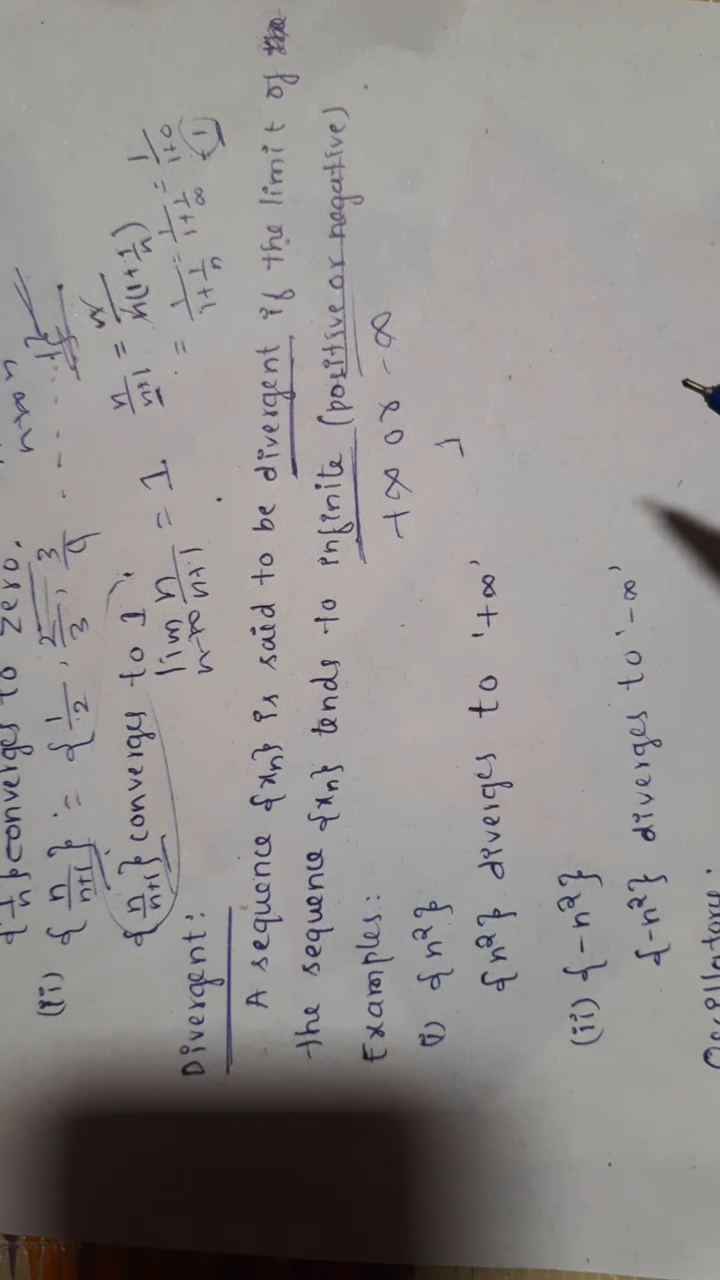 {1/n} converges to zero. n→∞ n
(ii) {n/n+1} = {1/2, 2/3, 3/4 ...... 1}
{n/n+1} converges to 1.
lim n→∞ n/n+1 = 1
n/n+1 = n/n(1+1/n)
= 1/1+1/n = 1/1+1/∞ = 1/1+0
1
Divergent:
A sequence {xn} is said to be divergent if the limit of the
the sequence {xn} tends to infinite (positive or negative)
+∞ or -∞
Examples:
(i) {n²}
{n²} diverges to '+∞'
(ii) {-n²}
{-n²} diverges to '-∞'